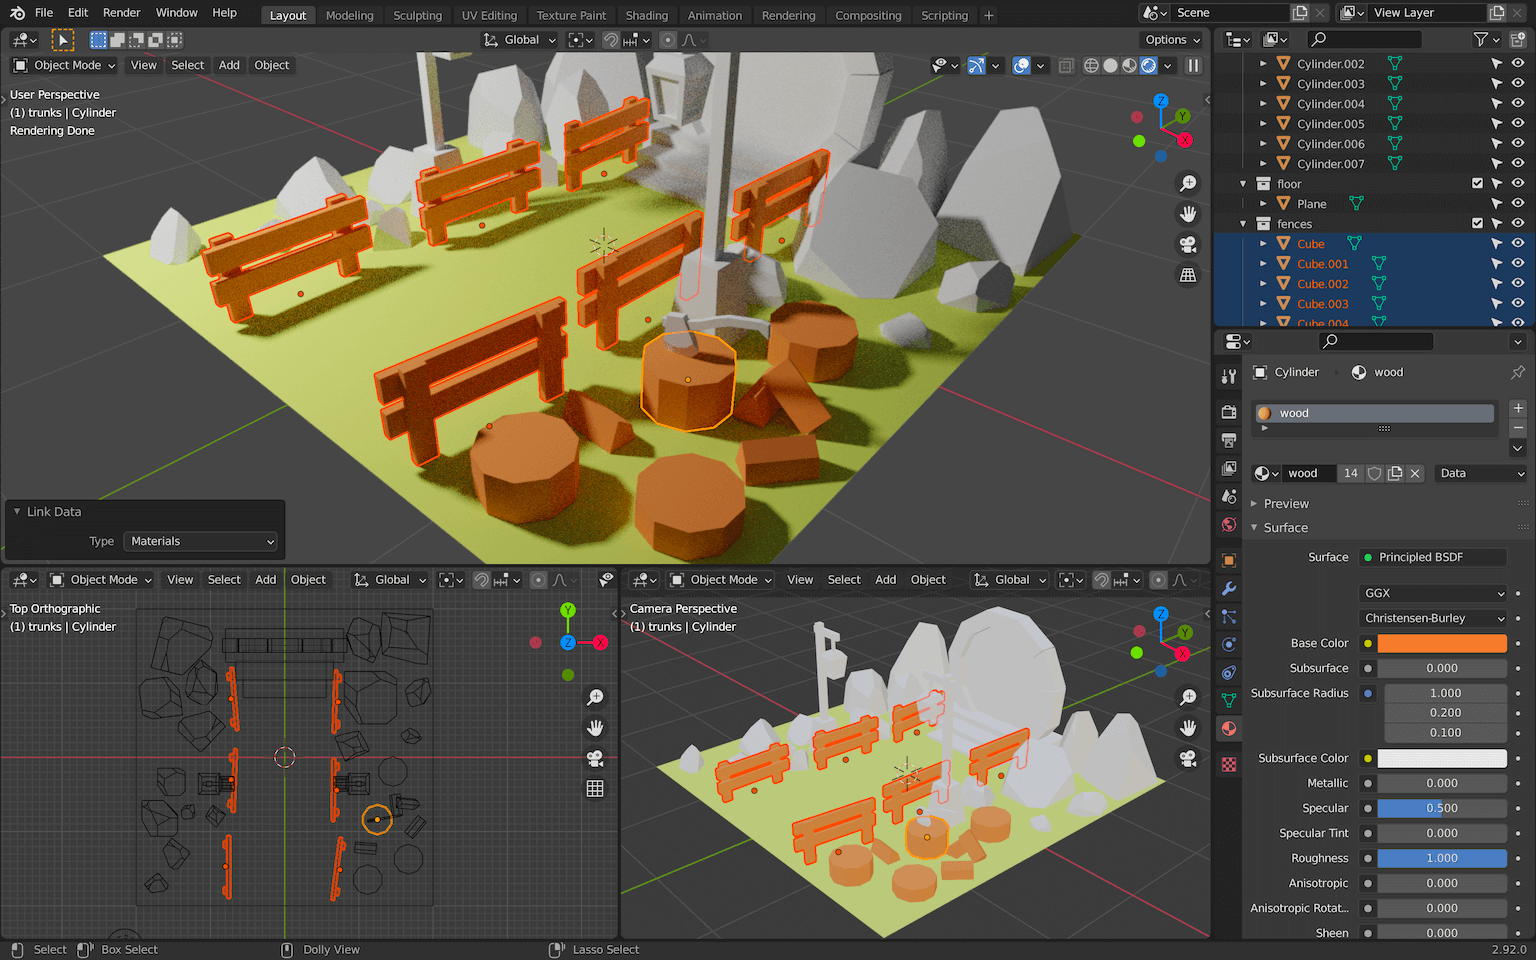 File Edit Render Window Help Layout Modeling Sculpting UV Editing Texture Paint Shading Animation Rendering Compositing Scripting + Scene View Layer
Global Options
Object Mode View Select Add Object
User Perspective
(1) trunks | Cylinder
Rendering Done
Z
Y
X
Link Data
Type Materials
Object Mode View Select Add Object Global
Top Orthographic
(1) trunks | Cylinder
Y
Z
X
Object Mode View Select Add Object Global
Camera Perspective
(1) trunks | Cylinder
Z
Y
X
Cylinder.002
Cylinder.003
Cylinder.004
Cylinder.005
Cylinder.006
Cylinder.007
floor
Plane
fences
Cube
Cube.001
Cube.002
Cube.003
Cube.004
Cylinder wood
wood
wood 14 Data
Preview
Surface
Surface Principled BSDF
GGX
Christensen-Burley
Base Color
Subsurface 0.000
Subsurface Radius 1.000
0.200
0.100
Subsurface Color
Metallic 0.000
Specular 0.500
Specular Tint 0.000
Roughness 1.000
Anisotropic 0.000
Anisotropic Rotat... 0.000
Sheen 0.000
Select Box Select Dolly View Lasso Select 2.92.0